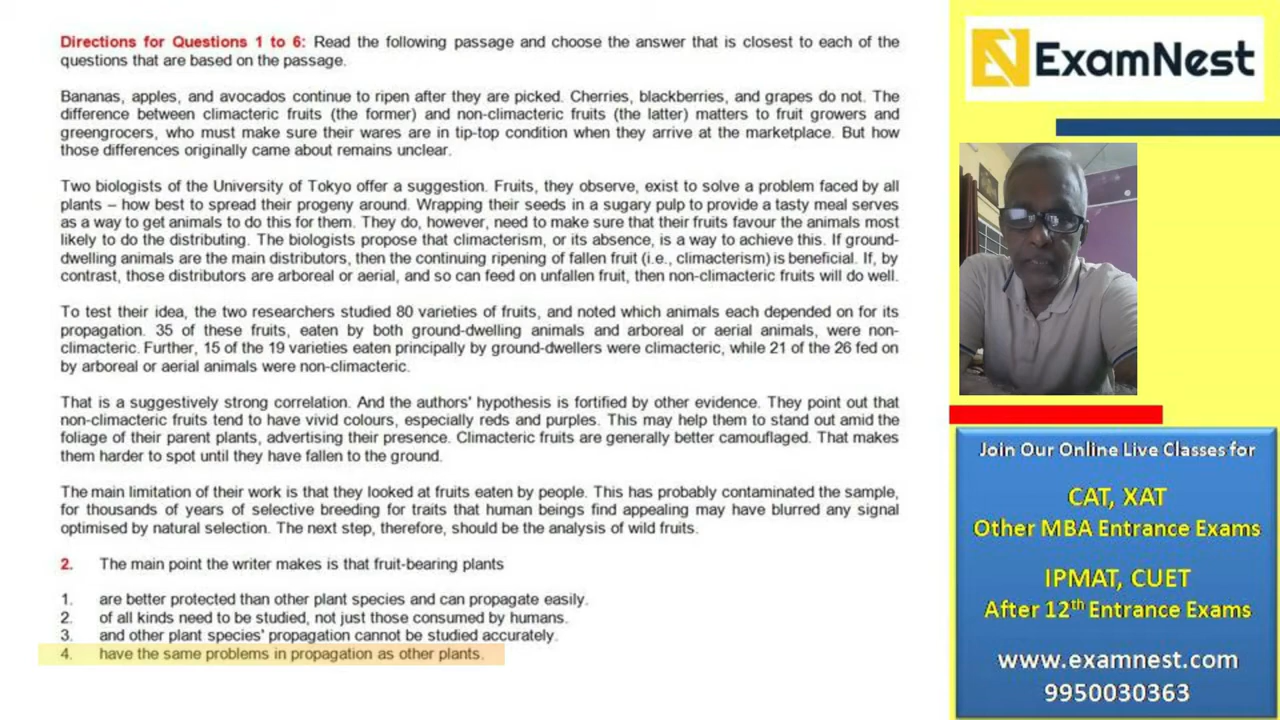 Directions for Questions 1 to 6: Read the following passage and choose the answer that is closest to each of the
questions that are based on the passage.
Bananas, apples, and avocados continue to ripen after they are picked. Cherries, blackberries, and grapes do not. The
difference between climacteric fruits (the former) and non-climacteric fruits (the latter) matters to fruit growers and
greengrocers, who must make sure their wares are in tip-top condition when they arrive at the marketplace. But how
those differences originally came about remains unclear.
Two biologists of the University of Tokyo offer a suggestion. Fruits, they observe, exist to solve a problem faced by all
plants – how best to spread their progeny around. Wrapping their seeds in a sugary pulp to provide a tasty meal serves
as a way to get animals to do this for them. They do, however, need to make sure that their fruits favour the animals most
likely to do the distributing. The biologists propose that climacterism, or its absence, is a way to achieve this. If ground-
dwelling animals are the main distributors, then the continuing ripening of fallen fruit (i.e., climacterism) is beneficial. If, by
contrast, those distributors are arboreal or aerial, and so can feed on unfallen fruit, then non-climacteric fruits will do well.
To test their idea, the two researchers studied 80 varieties of fruits, and noted which animals each depended on for its
propagation. 35 of these fruits, eaten by both ground-dwelling animals and arboreal or aerial animals, were non-
climacteric. Further, 15 of the 19 varieties eaten principally by ground-dwellers were climacteric, while 21 of the 26 fed on
by arboreal or aerial animals were non-climacteric.
That is a suggestively strong correlation. And the authors' hypothesis is fortified by other evidence. They point out that
non-climacteric fruits tend to have vivid colours, especially reds and purples. This may help them to stand out amid the
foliage of their parent plants, advertising their presence. Climacteric fruits are generally better camouflaged. That makes
them harder to spot until they have fallen to the ground.
The main limitation of their work is that they looked at fruits eaten by people. This has probably contaminated the sample,
for thousands of years of selective breeding for traits that human beings find appealing may have blurred any signal
optimised by natural selection. The next step, therefore, should be the analysis of wild fruits.
2. The main point the writer makes is that fruit-bearing plants
1. are better protected than other plant species and can propagate easily.
2. of all kinds need to be studied, not just those consumed by humans.
3. and other plant species' propagation cannot be studied accurately.
4. have the same problems in propagation as other plants.
ExamNest
Join Our Online Live Classes for
CAT, XAT
Other MBA Entrance Exams
IPMAT, CUET
After 12th Entrance Exams
www.examnest.com
9950030363